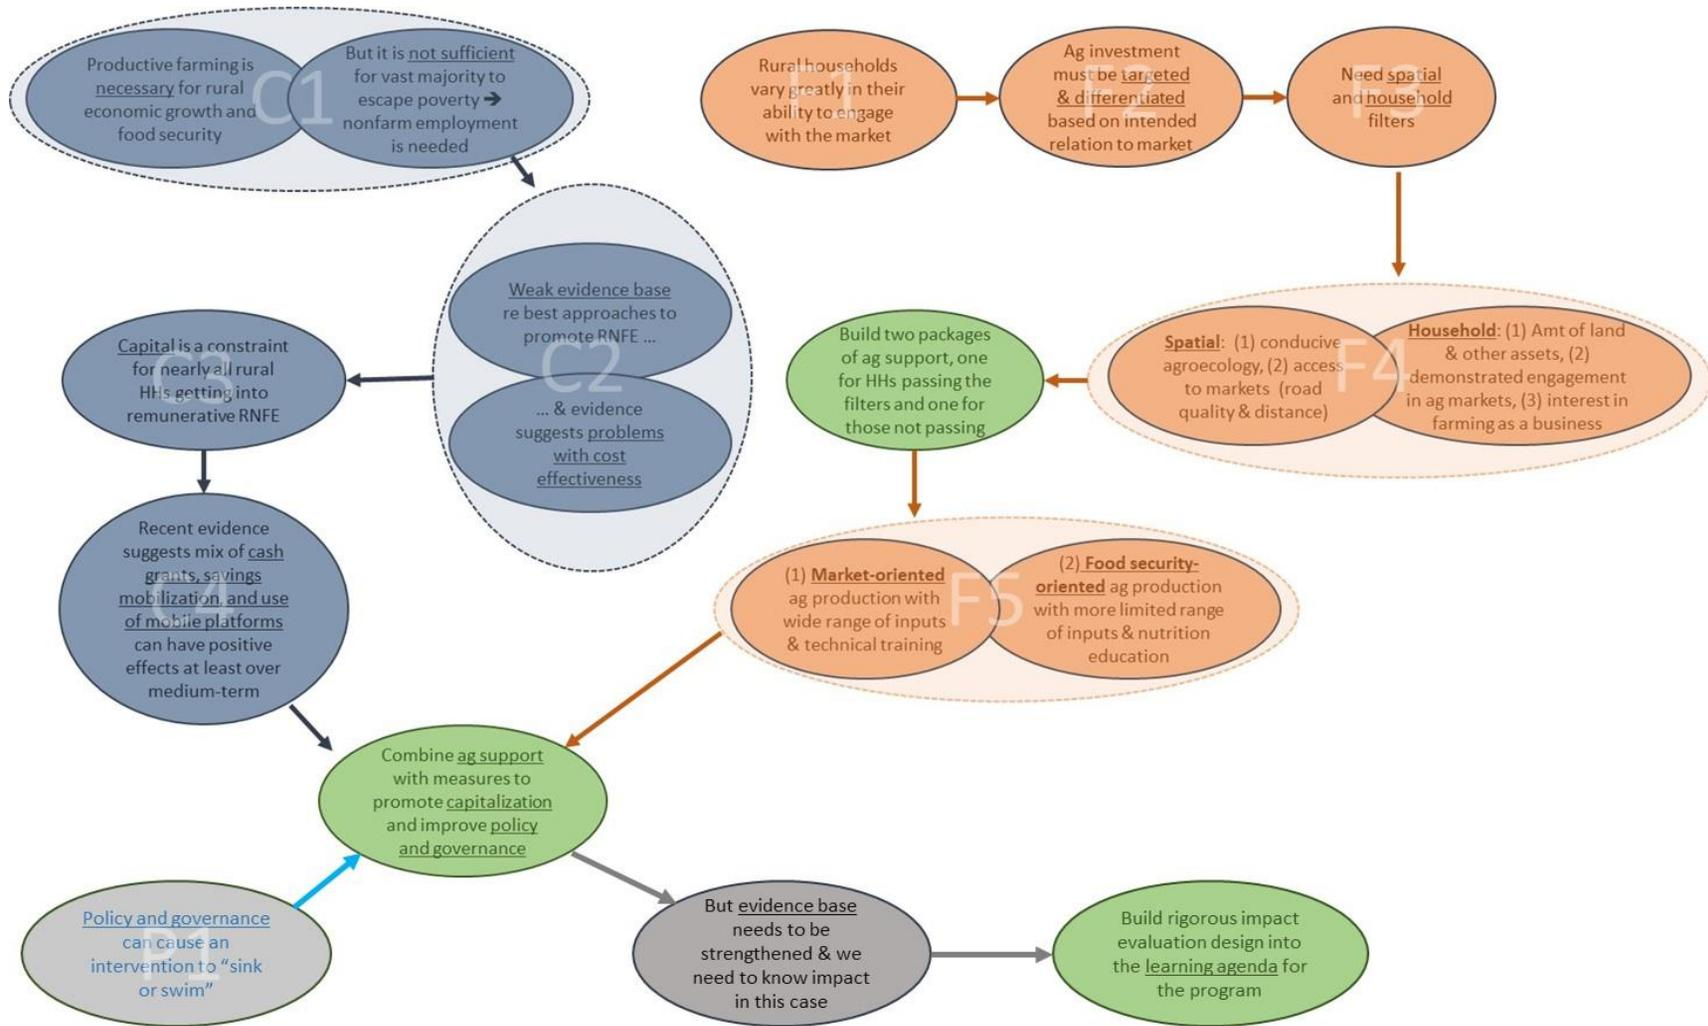 C1
Productive farming is
necessary for rural
economic growth and
food security
But it is not sufficient
for vast majority to
escape poverty ➔
nonfarm employment
is needed
F1
Rural households
vary greatly in their
ability to engage
with the market
F2
Ag investment
must be targeted
& differentiated
based on intended
relation to market
F3
Need spatial
and household
filters
C2
Weak evidence base
re best approaches to
promote RNFE …
… & evidence
suggests problems
with cost
effectiveness
C3
Capital is a constraint
for nearly all rural
HHs getting into
remunerative RNFE
Build two packages
of ag support, one
for HHs passing the
filters and one for
those not passing
F4
Spatial: (1) conducive
agroecology, (2) access
to markets (road
quality & distance)
Household: (1) Amt of land
& other assets, (2)
demonstrated engagement
in ag markets, (3) interest in
farming as a business
C4
Recent evidence
suggests mix of cash
grants, savings
mobilization, and use
of mobile platforms
can have positive
effects at least over
medium-term
F5
(1) Market-oriented
ag production with
wide range of inputs
& technical training
(2) Food security-
oriented ag production
with more limited range
of inputs & nutrition
education
Combine ag support
with measures to
promote capitalization
and improve policy
and governance
P1
Policy and governance
can cause an
intervention to “sink
or swim”
But evidence base
needs to be
strengthened & we
need to know impact
in this case
Build rigorous impact
evaluation design into
the learning agenda for
the program